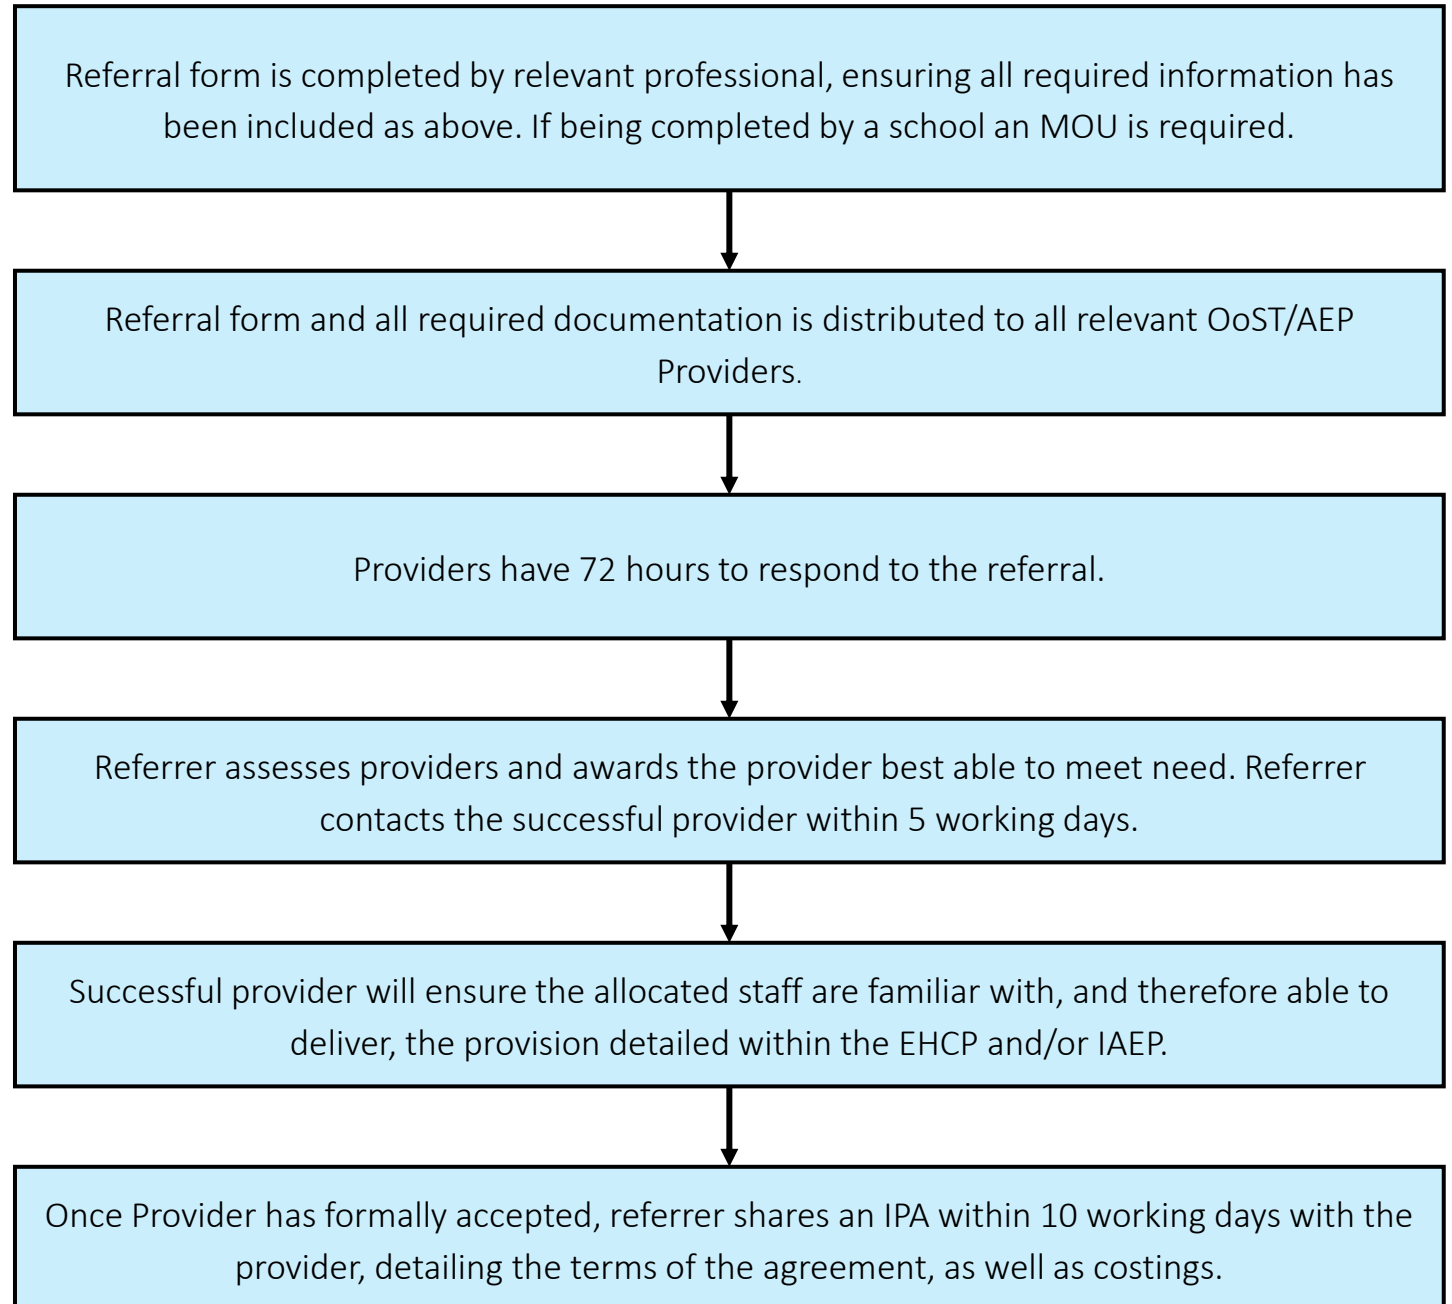 Referral form is completed by relevant professional, ensuring all required information has
been included as above. If being completed by a school an MOU is required.
Referral form and all required documentation is distributed to all relevant OoST/AEP
Providers.
Providers have 72 hours to respond to the referral.
Referrer assesses providers and awards the provider best able to meet need. Referrer
contacts the successful provider within 5 working days.
Successful provider will ensure the allocated staff are familiar with, and therefore able to
deliver, the provision detailed within the EHCP and/or IAEP.
Once Provider has formally accepted, referrer shares an IPA within 10 working days with the
provider, detailing the terms of the agreement, as well as costings.